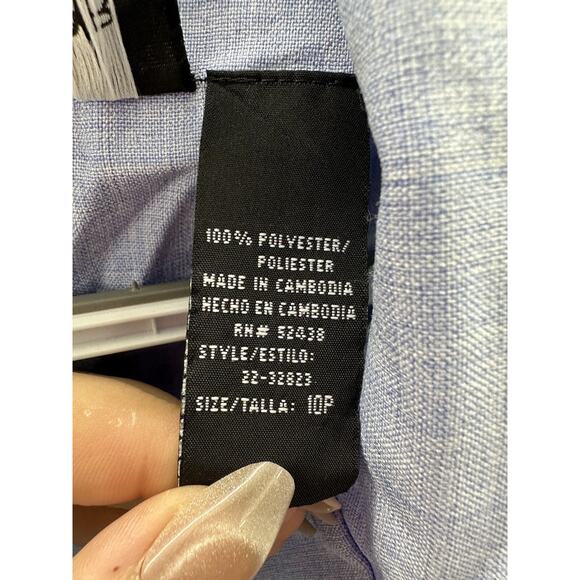 100% POLYESTER/
POLIESTER
MADE IN CAMBODIA
HECHO EN CAMBODIA
RN# 52438
STYLE/ESTILO:
22-32823
SIZE/TALLA: 10P